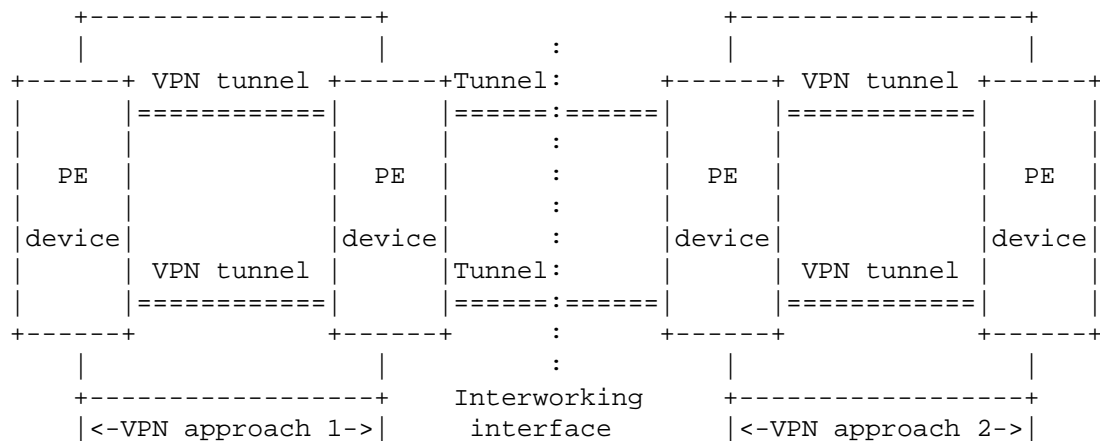 VPN tunnel Tunnel: VPN tunnel
PE PE PE PE
device device device device
VPN tunnel Tunnel: VPN tunnel
Interworking
<-VPN approach 1-> interface <-VPN approach 2->